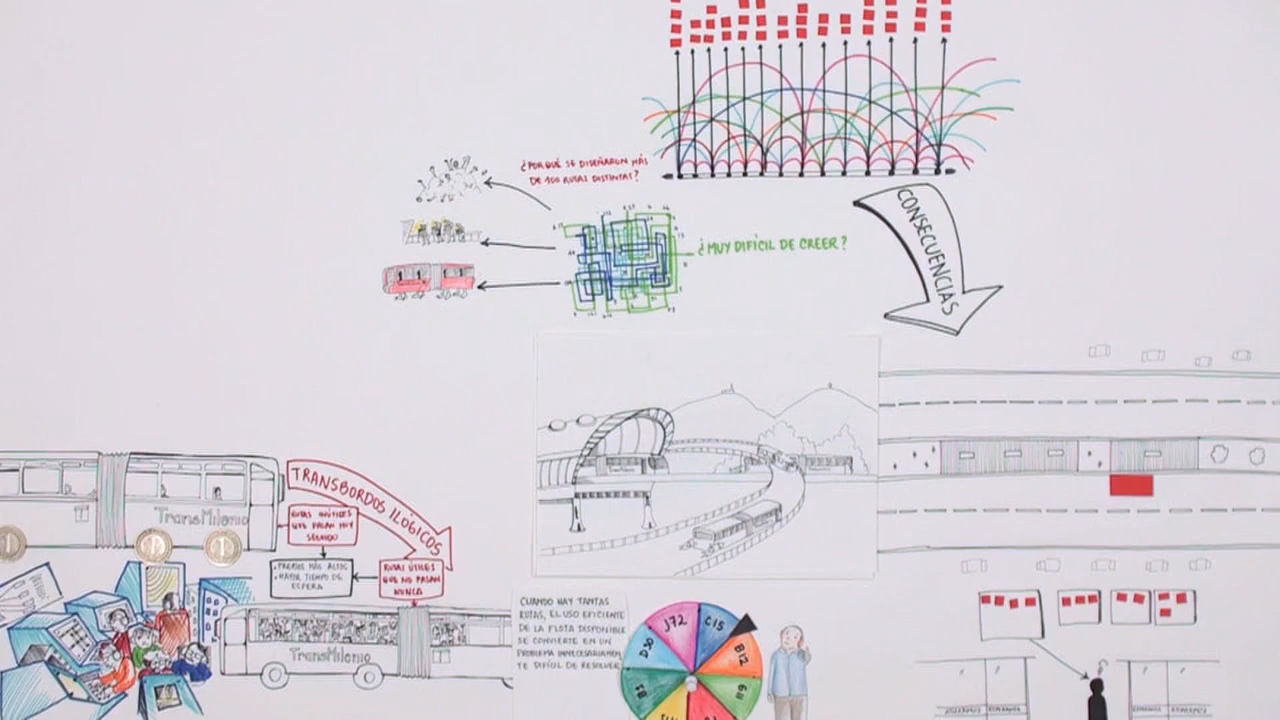 ¿POR QUÉ SE DISEÑARON MÁS
DE 100 RUTAS DISTINTAS?
¿MUY DIFÍCIL DE CREER?
CONSECUENCIAS
TRANSBORDOS ILÓGICOS
TransMilenio
RUTAS INÚTILES
QUE PASAN MUY
SEGUIDO
• PREMIOS MÁS ALTOS
• MAYOR TIEMPO DE
ESPERA
RUTAS ÚTILES
QUE NO PASAN
NUNCA
TransMilenio
CUANDO HAY TANTAS
RUTAS, EL USO EFICIENTE
DE LA FLOTA DISPONIBLE
SE CONVIERTE EN UN
PROBLEMA INNECESARIAMEN
TE DIFÍCIL DE RESOLVER
J72
C15
B12
D50